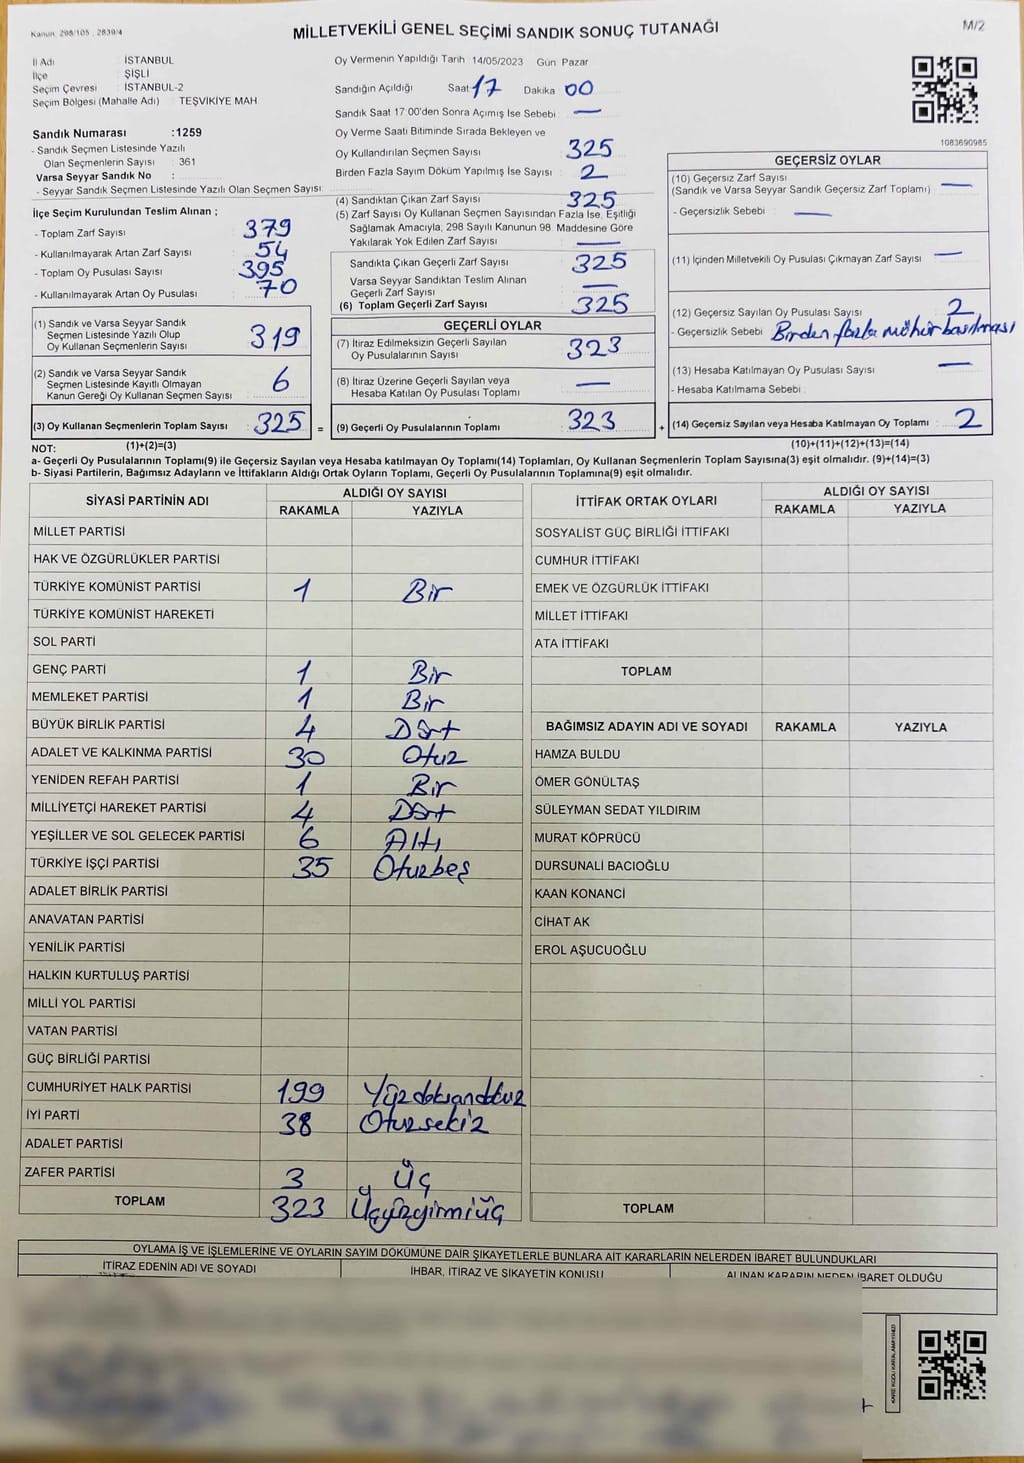 Kanun, 298/105 , 2839/4
MİLLETVEKİLİ GENEL SEÇİMİ SANDIK SONUÇ TUTANAĞI
M/2
İl Adı : İSTANBUL
İlçe : ŞİŞLİ
Seçim Çevresi : İSTANBUL-2
Seçim Bölgesi (Mahalle Adı) : TEŞVİKİYE MAH
Sandık Numarası :1259
- Sandık Seçmen Listesinde Yazılı
Olan Seçmenlerin Sayısı : 361
Varsa Seyyar Sandık No :
- Seyyar Sandık Seçmen Listesinde Yazılı Olan Seçmen Sayısı:
İlçe Seçim Kurulundan Teslim Alınan ;
- Toplam Zarf Sayısı : 379
- Kullanılmayarak Artan Zarf Sayısı : 54
- Toplam Oy Pusulası Sayısı : 395
- Kullanılmayarak Artan Oy Pusulası : 70
Oy Vermenin Yapıldığı Tarih 14/05/2023 Gün Pazar
Sandığın Açıldığı Saat 17 Dakika 00
Sandık Saat 17 00'den Sonra Açımış İse Sebebi : —
Oy Verme Saati Bitiminde Sırada Bekleyen ve
Oy Kullandırılan Seçmen Sayısı : 325
Birden Fazla Sayım Döküm Yapılmış İse Sayısı : 2
(4) Sandıktan Çıkan Zarf Sayısı : 325
(5) Zarf Sayısı Oy Kullanan Seçmen Sayısından Fazla İse, Eşitliği
Sağlamak Amacıyla; 298 Sayılı Kanunun 98 Maddesine Göre
Yakılarak Yok Edilen Zarf Sayısı : —
Sandıkta Çıkan Geçerli Zarf Sayısı : 325
Varsa Seyyar Sandıktan Teslim Alınan
Geçerli Zarf Sayısı : —
(6) Toplam Geçerli Zarf Sayısı : 325
1083690985
GEÇERSİZ OYLAR
(10) Geçersiz Zarf Sayısı
(Sandık ve Varsa Seyyar Sandık Geçersiz Zarf Toplamı) : —
- Geçersizlik Sebebi : —
(11) İçinden Milletvekili Oy Pusulası Çıkmayan Zarf Sayısı : —
(12) Geçersiz Sayılan Oy Pusulası Sayısı : 2
- Geçersizlik Sebebi : Birden fazla mühür basılması
(13) Hesaba Katılmayan Oy Pusulası Sayısı : —
- Hesaba Katılmama Sebebi :
(14) Geçersiz Sayılan veya Hesaba Katılmayan Oy Toplamı : 2
(10)+(11)+(12)+(13)=(14)
(1) Sandık ve Varsa Seyyar Sandık
Seçmen Listesinde Yazılı Olup
Oy Kullanan Seçmenlerin Sayısı : 319
(2) Sandık ve Varsa Seyyar Sandık
Seçmen Listesinde Kayıtlı Olmayan
Kanun Gereği Oy Kullanan Seçmen Sayısı : 6
(3) Oy Kullanan Seçmenlerin Toplam Sayısı : 325 =
GEÇERLİ OYLAR
(7) İtiraz Edilmeksizin Geçerli Sayılan
Oy Pusulalarının Sayısı : 323
(8) İtiraz Üzerine Geçerli Sayılan veya
Hesaba Katılan Oy Pusulası Toplamı : —
(9) Geçerli Oy Pusulalarının Toplamı : 323 +
NOT: (1)+(2)=(3)
a- Geçerli Oy Pusulalarının Toplamı(9) ile Geçersiz Sayılan veya Hesaba katılmayan Oy Toplamı(14) Toplamları, Oy Kullanan Seçmenlerin Toplam Sayısına(3) eşit olmalıdır. (9)+(14)=(3)
b- Siyasi Partilerin, Bağımsız Adayların ve İttifakların Aldığı Ortak Oyların Toplamı, Geçerli Oy Pusulalarının Toplamına(9) eşit olmalıdır.
SİYASİ PARTİNİN ADI ALDIĞI OY SAYISI
RAKAMLA YAZIYLA
MİLLET PARTİSİ
HAK VE ÖZGÜRLÜKLER PARTİSİ
TÜRKİYE KOMÜNİST PARTİSİ 1 Bir
TÜRKİYE KOMÜNİST HAREKETİ
SOL PARTİ
GENÇ PARTİ 1 Bir
MEMLEKET PARTİSİ 1 Bir
BÜYÜK BİRLİK PARTİSİ 4 Dört
ADALET VE KALKINMA PARTİSİ 30 Otuz
YENİDEN REFAH PARTİSİ 1 Bir
MİLLİYETÇİ HAREKET PARTİSİ 4 Dört
YEŞİLLER VE SOL GELECEK PARTİSİ 6 Altı
TÜRKİYE İŞÇİ PARTİSİ 35 Otuzbeş
ADALET BİRLİK PARTİSİ
ANAVATAN PARTİSİ
YENİLİK PARTİSİ
HALKIN KURTULUŞ PARTİSİ
MİLLİ YOL PARTİSİ
VATAN PARTİSİ
GÜÇ BİRLİĞİ PARTİSİ
CUMHURİYET HALK PARTİSİ 199 Yüzdoksandokuz
İYİ PARTİ 38 Otuzsekiz
ADALET PARTİSİ
ZAFER PARTİSİ 3 Üç
TOPLAM 323 Üçyüzyirmiüç
İTTİFAK ORTAK OYLARI ALDIĞI OY SAYISI
RAKAMLA YAZIYLA
SOSYALİST GÜÇ BİRLİĞİ İTTİFAKI
CUMHUR İTTİFAKI
EMEK VE ÖZGÜRLÜK İTTİFAKI
MİLLET İTTİFAKI
ATA İTTİFAKI
TOPLAM
BAĞIMSIZ ADAYIN ADI VE SOYADI RAKAMLA YAZIYLA
HAMZA BULDU
ÖMER GÖNÜLTAŞ
SÜLEYMAN SEDAT YILDIRIM
MURAT KÖPRÜCÜ
DURSUNALİ BACIOĞLU
KAAN KONANCİ
CİHAT AK
EROL AŞUCUOĞLU
TOPLAM
OYLAMA İŞ VE İŞLEMLERİNE VE OYLARIN SAYIM DÖKÜMÜNE DAİR ŞİKAYETLERLE BUNLARA AİT KARARLARIN NELERDEN İBARET BULUNDUKLARI
İTİRAZ EDENİN ADI VE SOYADI İHBAR, İTİRAZ VE ŞİKAYETİN KONUSU ALINAN KARARIN NEDEN İBARET OLDUĞU
KARE KODU KARALAMAYINIZ!